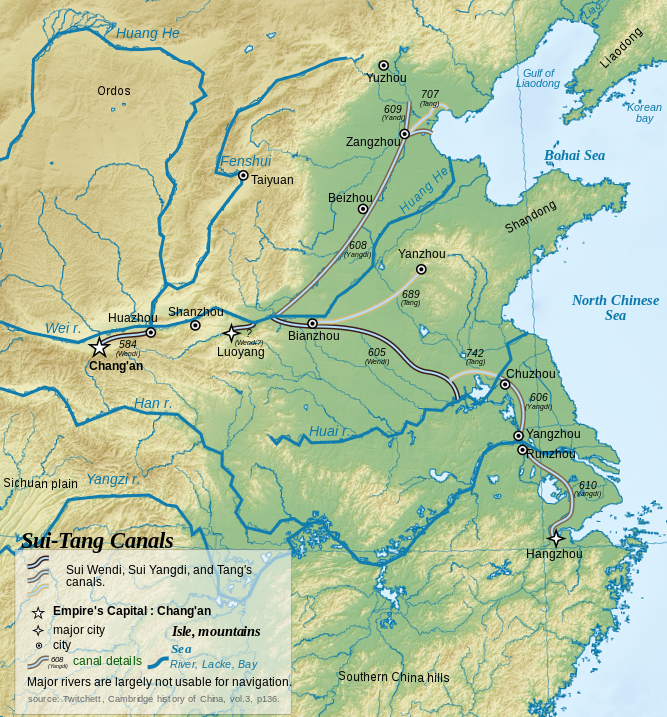 Huang He
Liao
Liaodong
Yuzhou
Gulf of
Liaodong
Ordos
707
(Tang)
609
(Yandi)
Korean
bay
Zangzhou
Bohai Sea
Fenshui
Taiyuan
Huang He
Beizhou
Shandong
608
(Yangdi)
Yanzhou
689
(Tang)
North Chinese
Sea
Huazhou
Shanzhou
Wei r.
584
(Wendi)
?
(Wendi?)
Luoyang
Bianzhou
Chang'an
605
(Wendi)
742
(Tang)
Chuzhou
606
(Yangdi)
Han r.
Huai r.
Yangzhou
Runzhou
Sichuan plain
Yangzi r.
610
(Yangdi)
Hangzhou
Sui-Tang Canals
Sui Wendi, Sui Yangdi, and Tang's
canals.
Empire's Capital : Chang'an
major city
Isle, mountains
city
Sea
608
(Yangdi)
canal details
River, Lacke, Bay
Major rivers are largely not usable for navigation.
source: Twitchett, Cambridge history of China, vol.3, p136.
Southern China hills